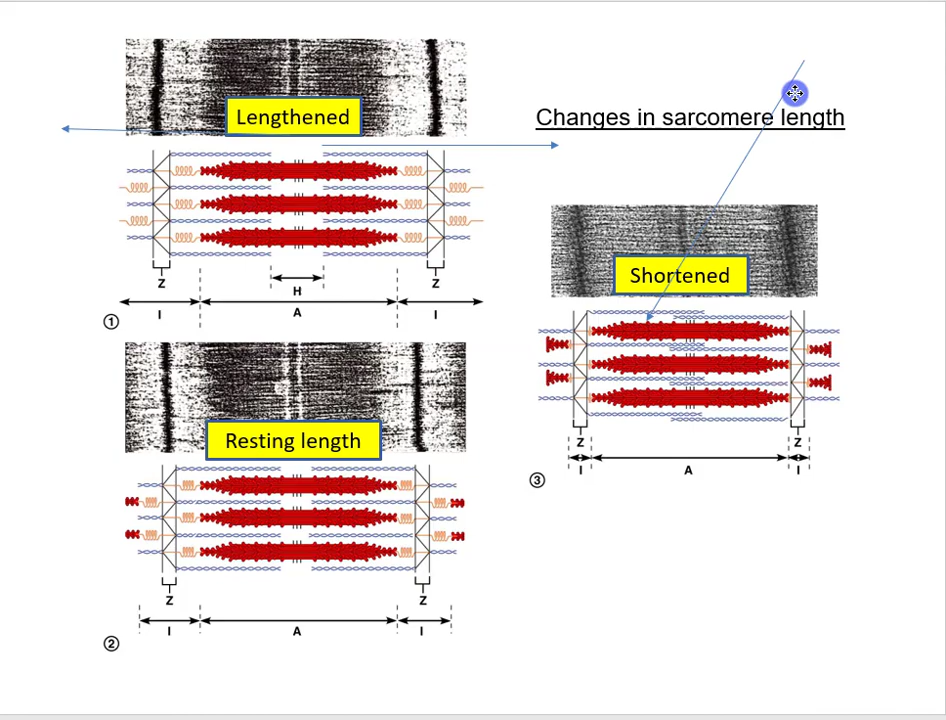 Changes in sarcomere length
Lengthened
Z
Z
H
I
A
I
①
Resting length
Z
Z
I
A
I
②
Shortened
Z
Z
I
A
I
③